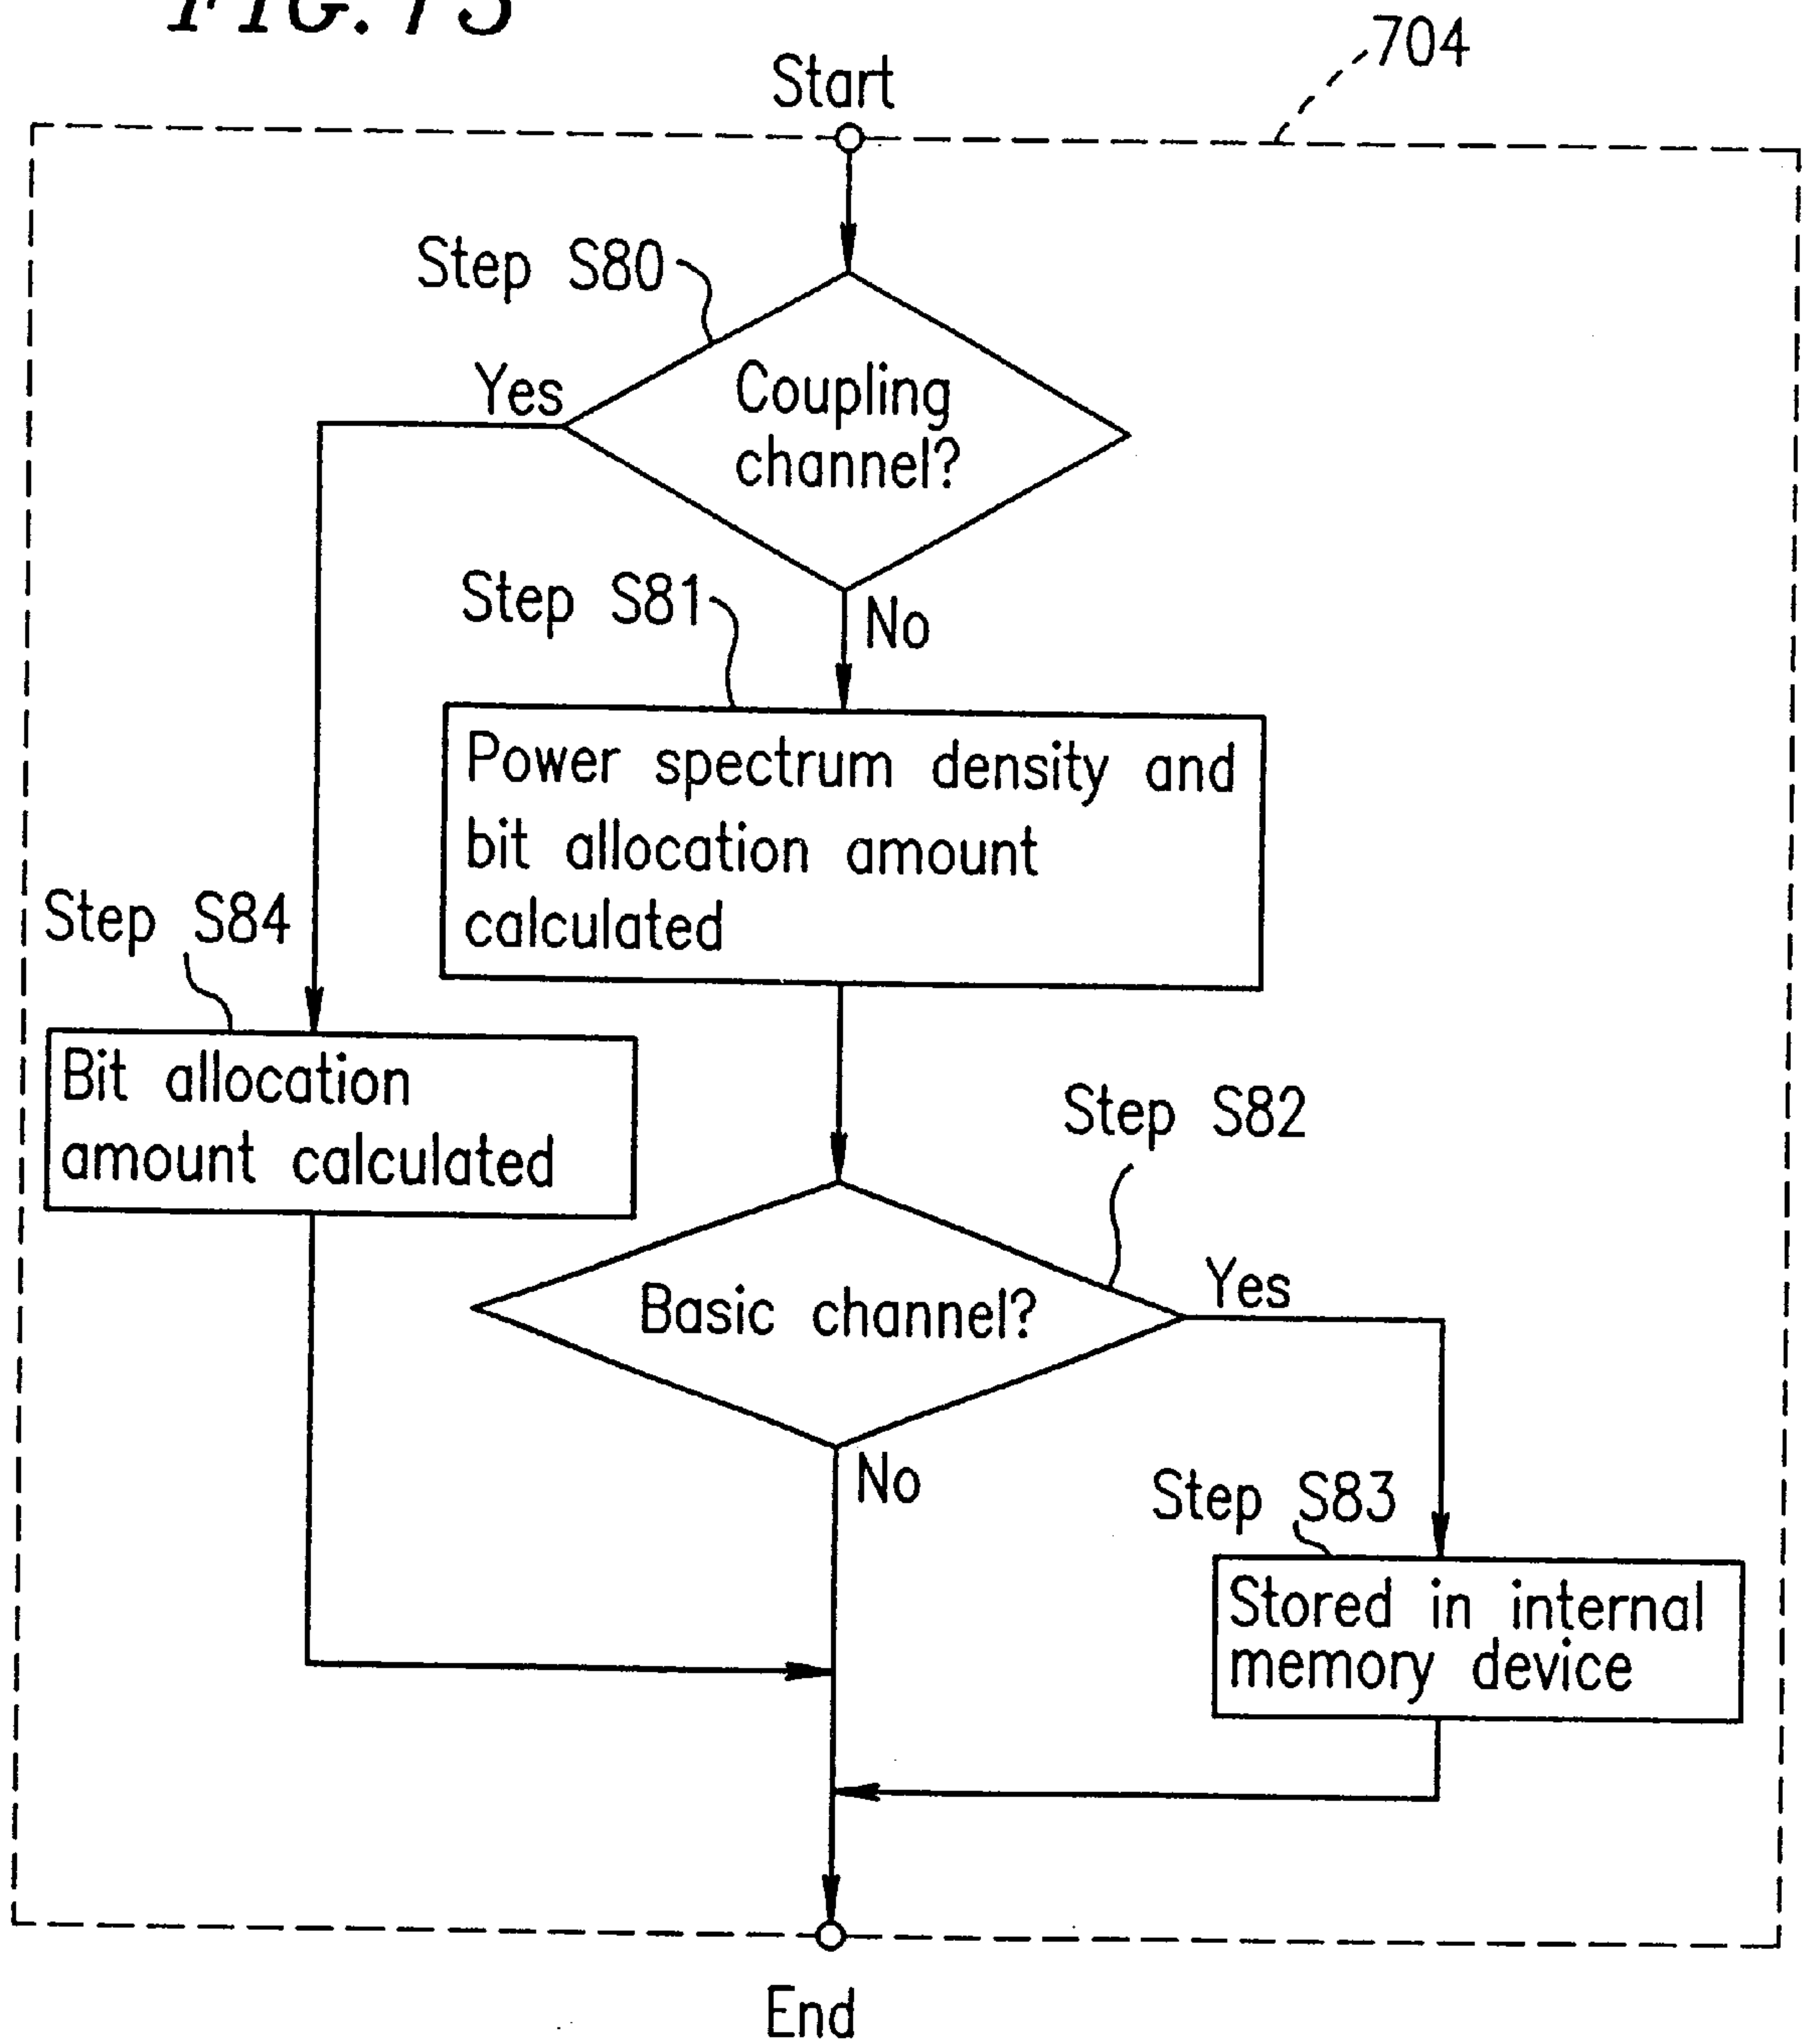 FIG. 13
704
Start
Step S80
Yes
Coupling
channel?
Step S81
No
Power spectrum density and
bit allocation amount
calculated
Step S84
Bit allocation
amount calculated
Step S82
Basic channel?
Yes
No
Step S83
Stored in internal
memory device
End